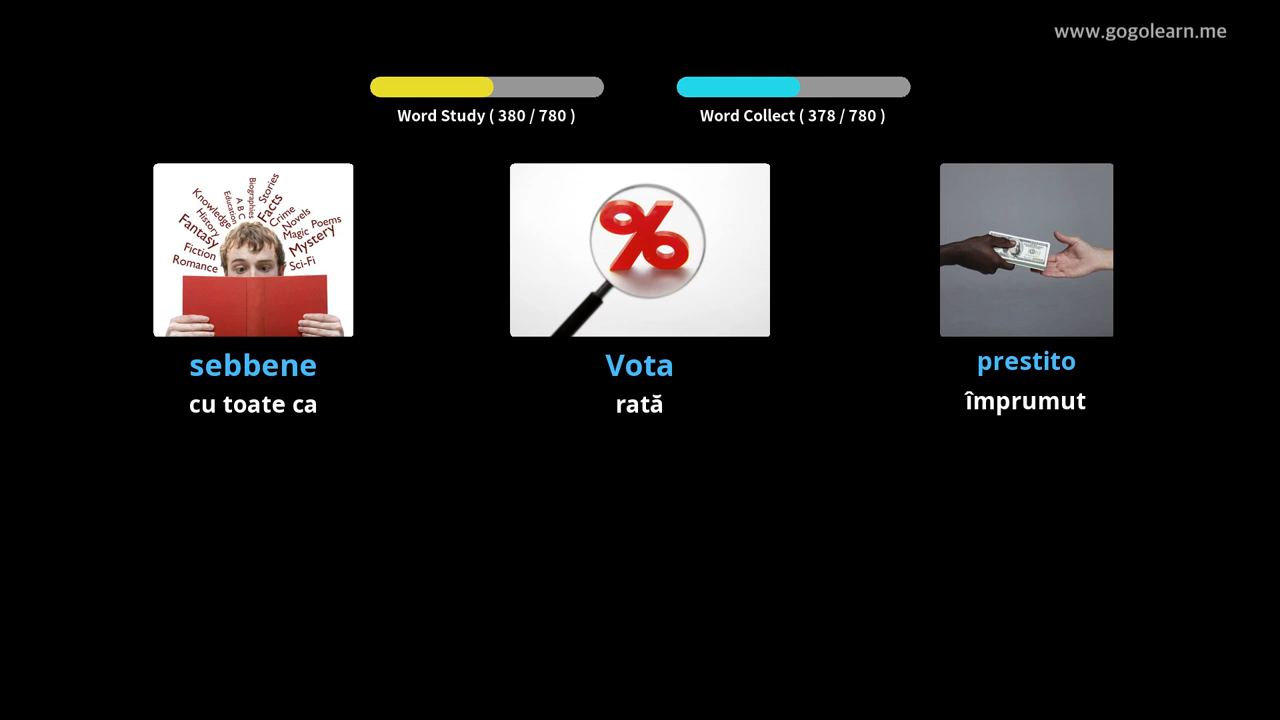 www.gogolearn.me
Word Study ( 380 / 780 )
Word Collect ( 378 / 780 )
Stories
Biographies
Facts
A B C
Education
Crime
Knowledge
Novels
History
Poems
Magic
Fantasy
Mystery
Fiction
Sci-Fi
Romance
%
sebbene
cu toate ca
Vota
rată
prestito
împrumut